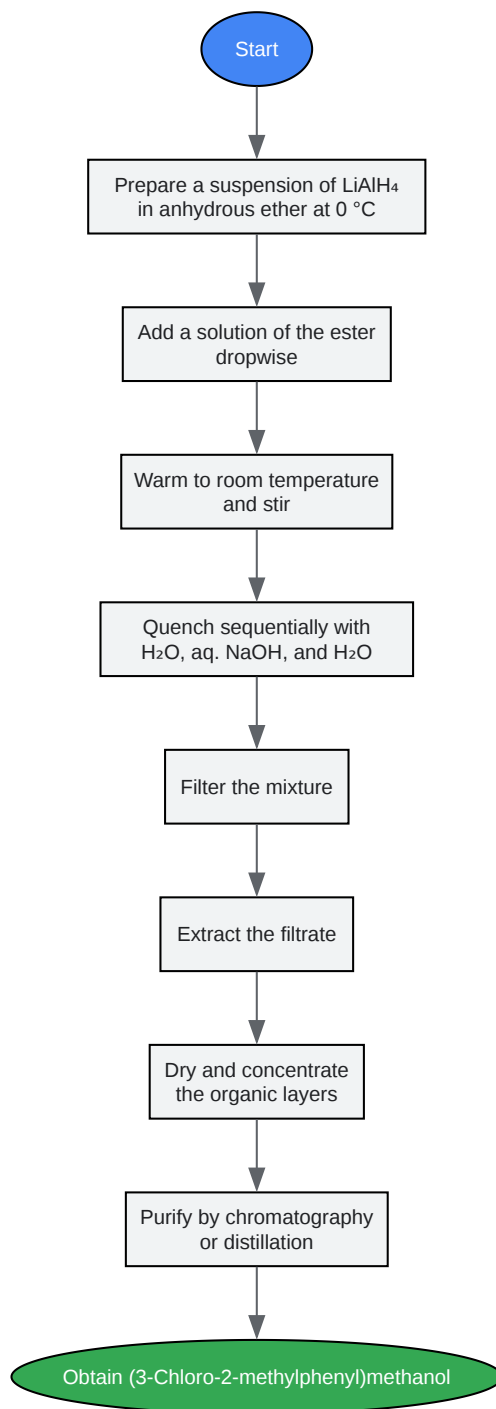 Start
Prepare a suspension of LiAlH₄
in anhydrous ether at 0 °C
Add a solution of the ester
dropwise
Warm to room temperature
and stir
Quench sequentially with
H₂O, aq. NaOH, and H₂O
Filter the mixture
Extract the filtrate
Dry and concentrate
the organic layers
Purify by chromatography
or distillation
Obtain (3-Chloro-2-methylphenyl)methanol